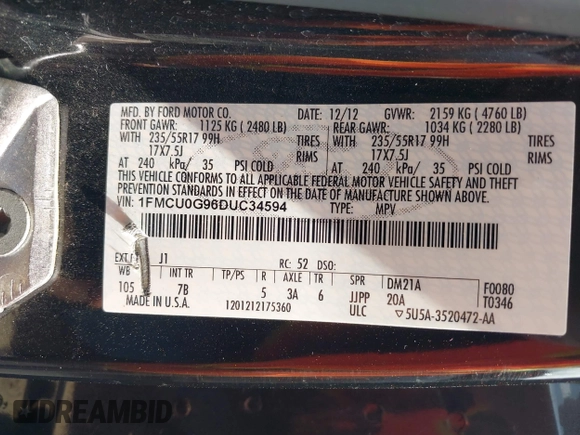 MFD. BY FORD MOTOR CO. 12/12 GVWR: 2159 KG ( 4760 LB)
FRONT GAWR: 1125 KG ( 2480 LB) REAR GAWR: 1034 KG ( 2280 LB)
WITH 235/55R17 99H TIRES 235/55R17 99H TIRES
17X7.5J RIMS 17X7.5J RIMS
AT 240 kPa/ 35 PSI COLD AT 240 kPa/ 35 PSI COLD
THIS VEHICLE CONFORMS TO ALL APPLICABLE FEDERAL MOTOR VEHICLE SAFETY AND THEFT
PREVENTION STANDARDS IN EFFECT ON THE DATE OF MANUFACTURE SHOWN ABOVE.
VIN: 1FMCU0G96DUC34594 TYPE: MPV
J1 RC: 52 DSO:
WB INT TR TP/PS R AXLE TR SPR DM21A F0080
105 7B 5 3A 6 JJPP 20A T0346
MADE IN U.S.A. 1201212175360 ULC ▽5U5A-3520472-AA
DREAMBID